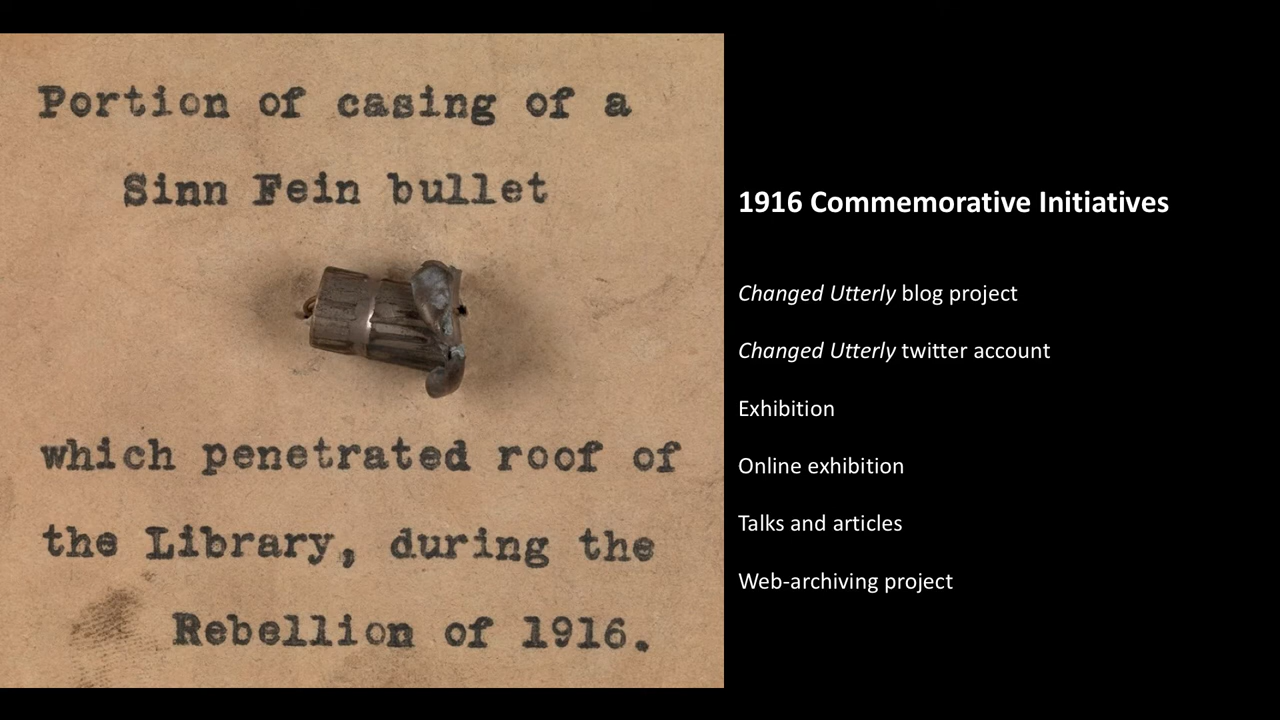 Portion of casing of a
Sinn Fein bullet
which penetrated roof of
the Library, during the
Rebellion of 1916.
1916 Commemorative Initiatives
Changed Utterly blog project
Changed Utterly twitter account
Exhibition
Online exhibition
Talks and articles
Web-archiving project